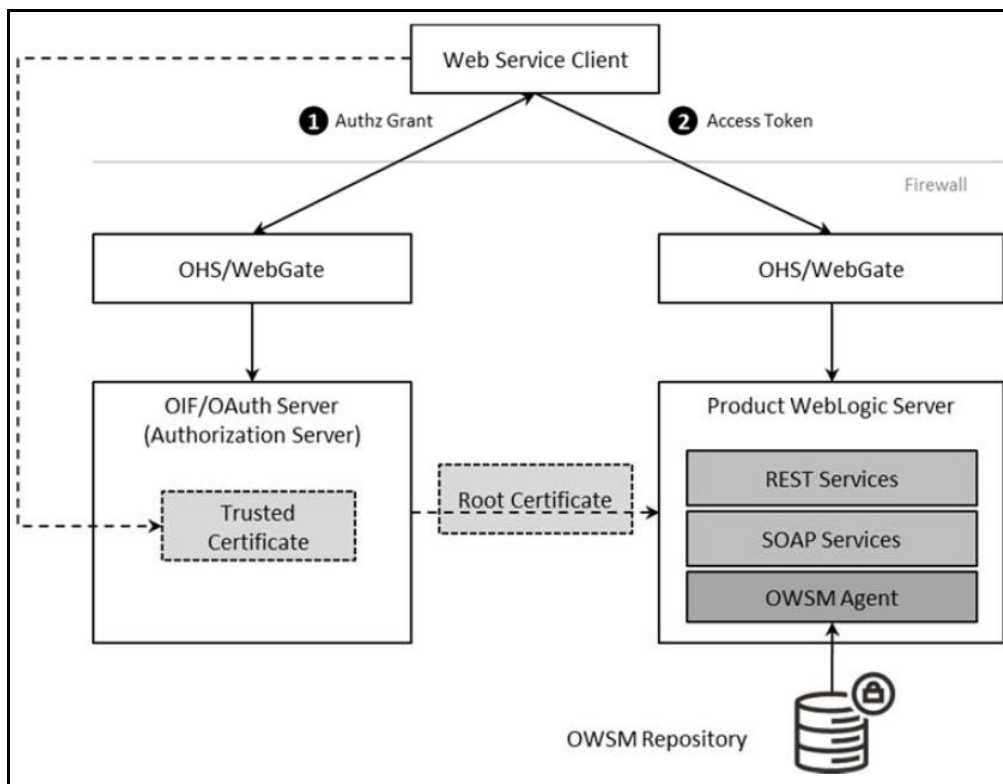 Web Service Client
1 Authz Grant
2 Access Token
Firewall
OHS/WebGate
OHS/WebGate
OIF/OAuth Server
(Authorization Server)
Trusted
Certificate
Root Certificate
Product WebLogic Server
REST Services
SOAP Services
OWSM Agent
OWSM Repository